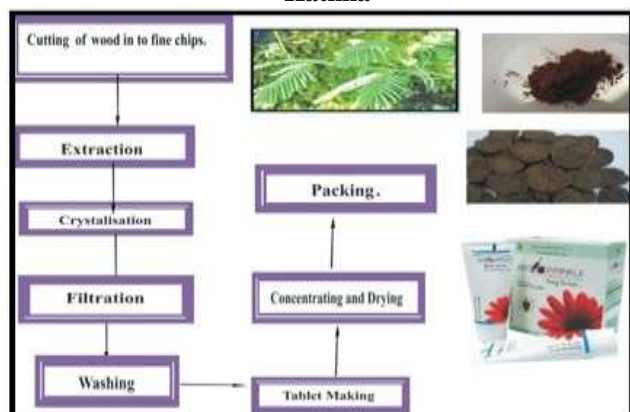 Cutting of wood in to fine chips.
Extraction
Crystalisation
Filtration
Washing
Tablet Making
Concentrating and Drying
Packing.